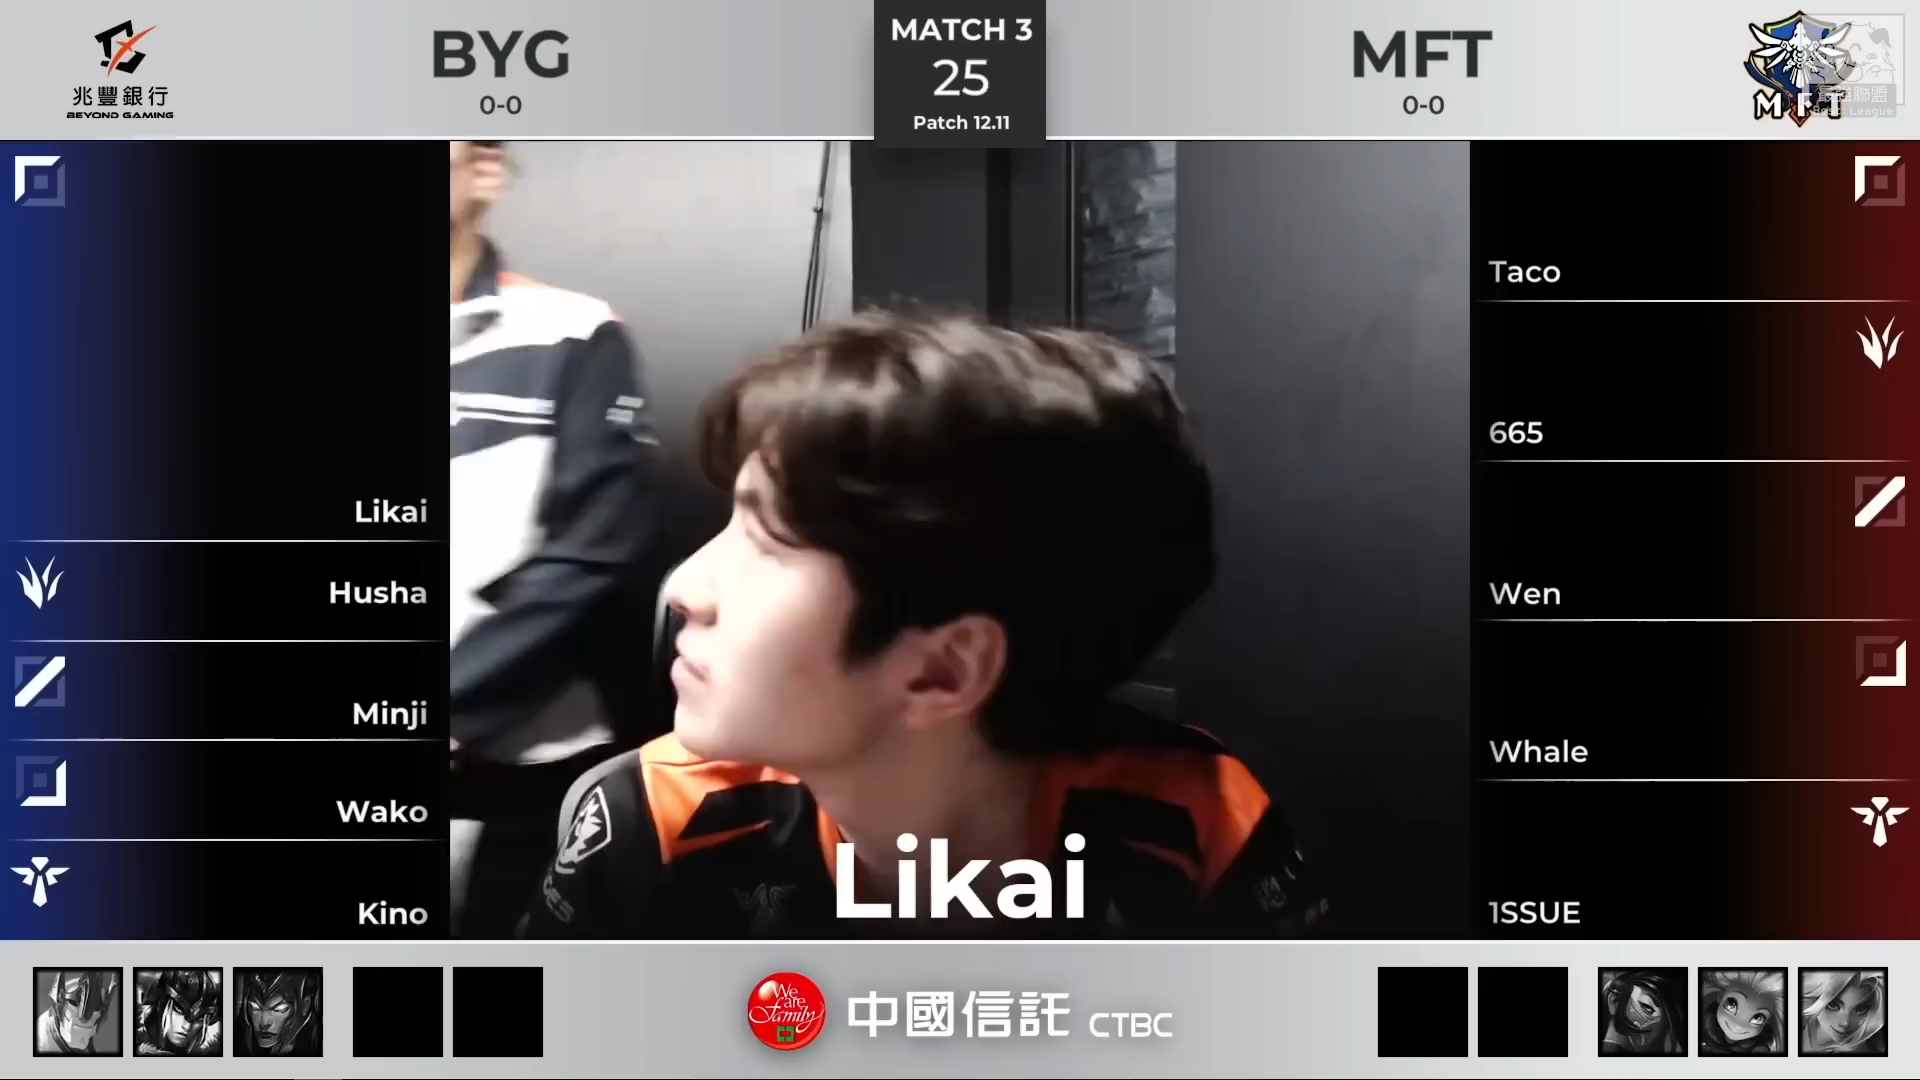 兆豐銀行
BEYOND GAMING
BYG
0-0
MATCH 3
25
Patch 12.11
MFT
0-0
MFT
Likai
Husha
Minji
Wako
Kino
Likai
Taco
665
Wen
Whale
1SSUE
We
are
Family
中國信託 CTBC